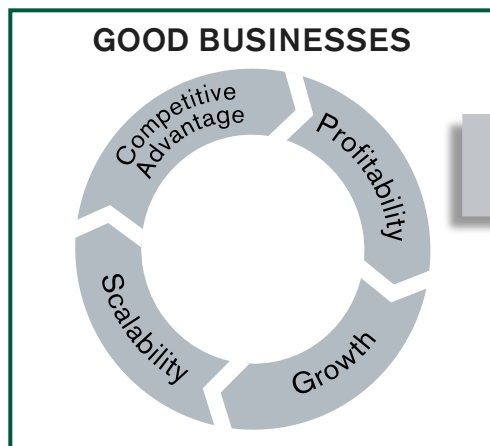 GOOD BUSINESSES
Competitive
Advantage
Profitability
Growth
Scalability